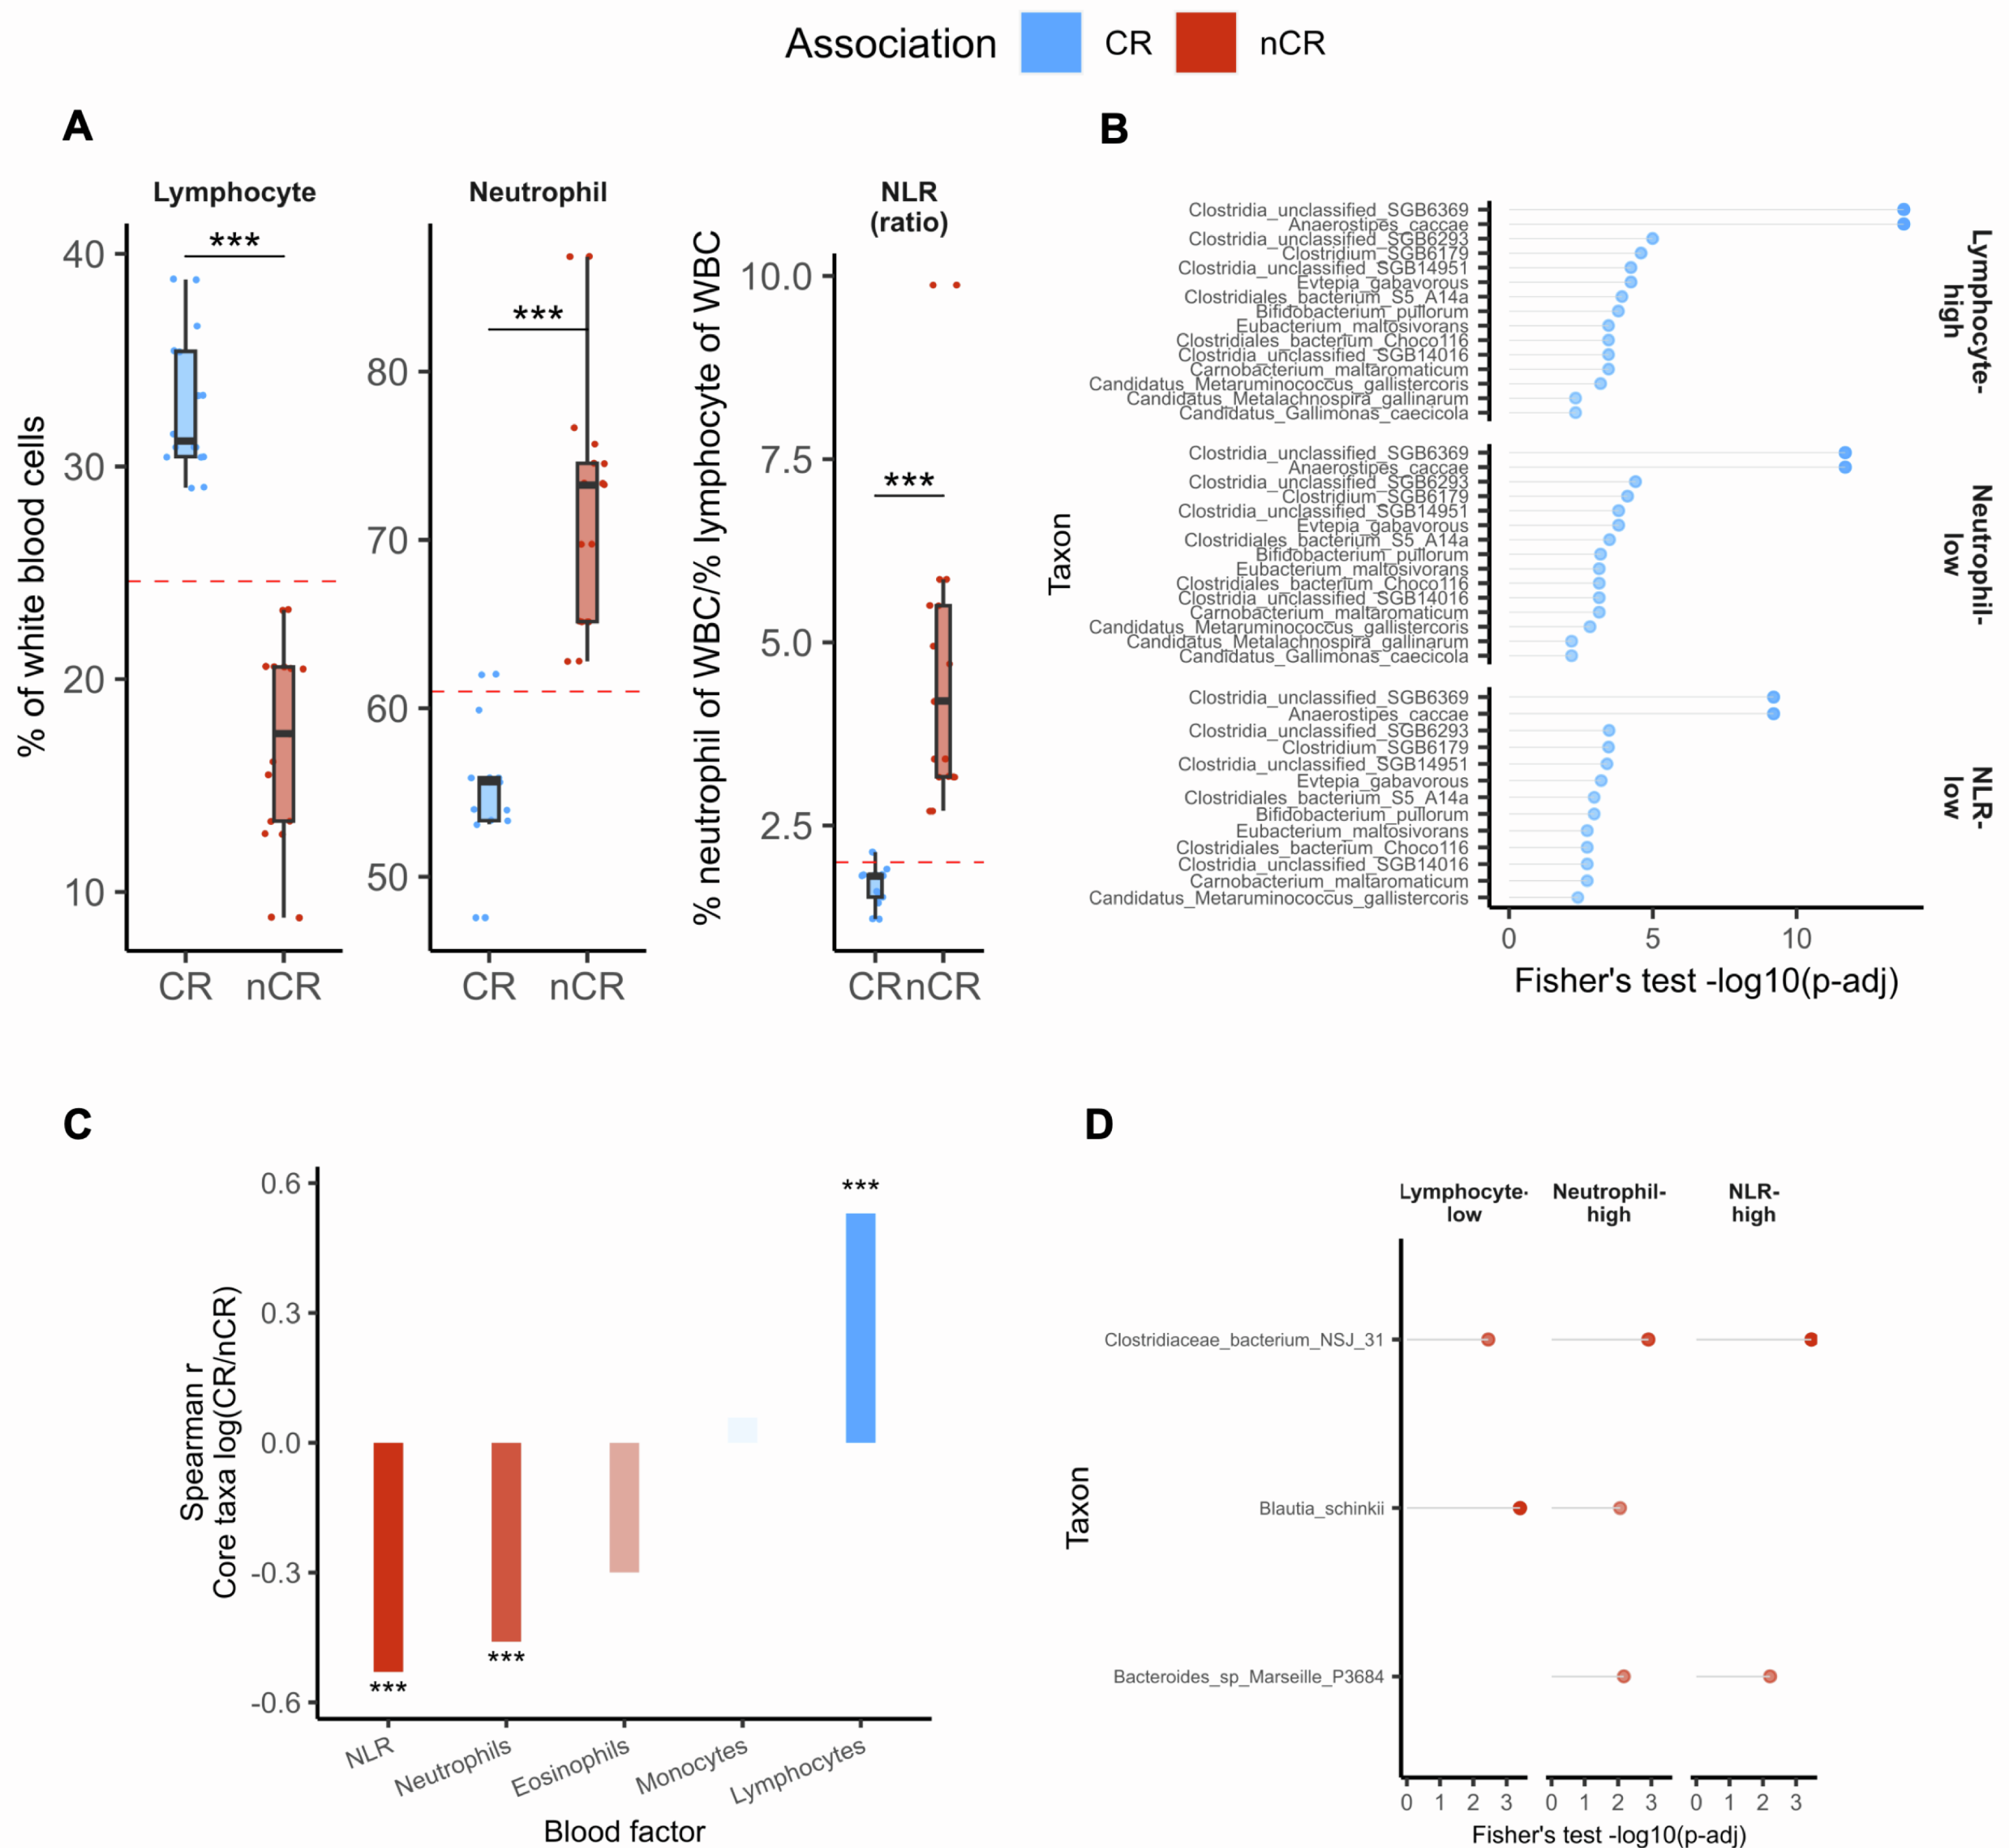 Association CR nCR
A
Lymphocyte
Neutrophil
NLR
(ratio)
% of white blood cells
40
30
20
10
***
CR nCR
80
70
60
50
***
CR nCR
% neutrophil of WBC/% lymphocyte of WBC
10.0
7.5
5.0
2.5
***
CR nCR
B
Taxon
Clostridia_unclassified_SGB6369
Anaerostipes_caccae
Clostridia_unclassified_SGB6293
Clostridium_SGB6179
Clostridia_unclassified_SGB14951
Evtepia_gabavorous
Clostridiales_bacterium_S5_A14a
Bifidobacterium_pullorum
Eubacterium_maltosivorans
Clostridiales_bacterium_Choco116
Clostridia_unclassified_SGB14016
Carnobacterium_maltaromaticum
Candidatus_Metaruminococcus_gallistercoris
Candidatus_Metalachnospira_gallinarum
Candidatus_Gallimonas_caecicola
Lymphocyte-
high
Clostridia_unclassified_SGB6369
Anaerostipes_caccae
Clostridia_unclassified_SGB6293
Clostridium_SGB6179
Clostridia_unclassified_SGB14951
Evtepia_gabavorous
Clostridiales_bacterium_S5_A14a
Bifidobacterium_pullorum
Eubacterium_maltosivorans
Clostridiales_bacterium_Choco116
Clostridia_unclassified_SGB14016
Carnobacterium_maltaromaticum
Candidatus_Metaruminococcus_gallistercoris
Candidatus_Metalachnospira_gallinarum
Candidatus_Gallimonas_caecicola
Neutrophil-
low
Clostridia_unclassified_SGB6369
Anaerostipes_caccae
Clostridia_unclassified_SGB6293
Clostridium_SGB6179
Clostridia_unclassified_SGB14951
Evtepia_gabavorous
Clostridiales_bacterium_S5_A14a
Bifidobacterium_pullorum
Eubacterium_maltosivorans
Clostridiales_bacterium_Choco116
Clostridia_unclassified_SGB14016
Carnobacterium_maltaromaticum
Candidatus_Metaruminococcus_gallistercoris
NLR-
low
0 5 10
Fisher's test -log10(p-adj)
C
Spearman r
Core taxa log(CR/nCR)
0.6
0.3
0.0
-0.3
-0.6
***
***
***
NLR
Neutrophils
Eosinophils
Monocytes
Lymphocytes
Blood factor
D
Lymphocyte-
low
Neutrophil-
high
NLR-
high
Taxon
Clostridiaceae_bacterium_NSJ_31
Blautia_schinkii
Bacteroides_sp_Marseille_P3684
0 1 2 3 0 1 2 3 0 1 2 3
Fisher's test -log10(p-adj)